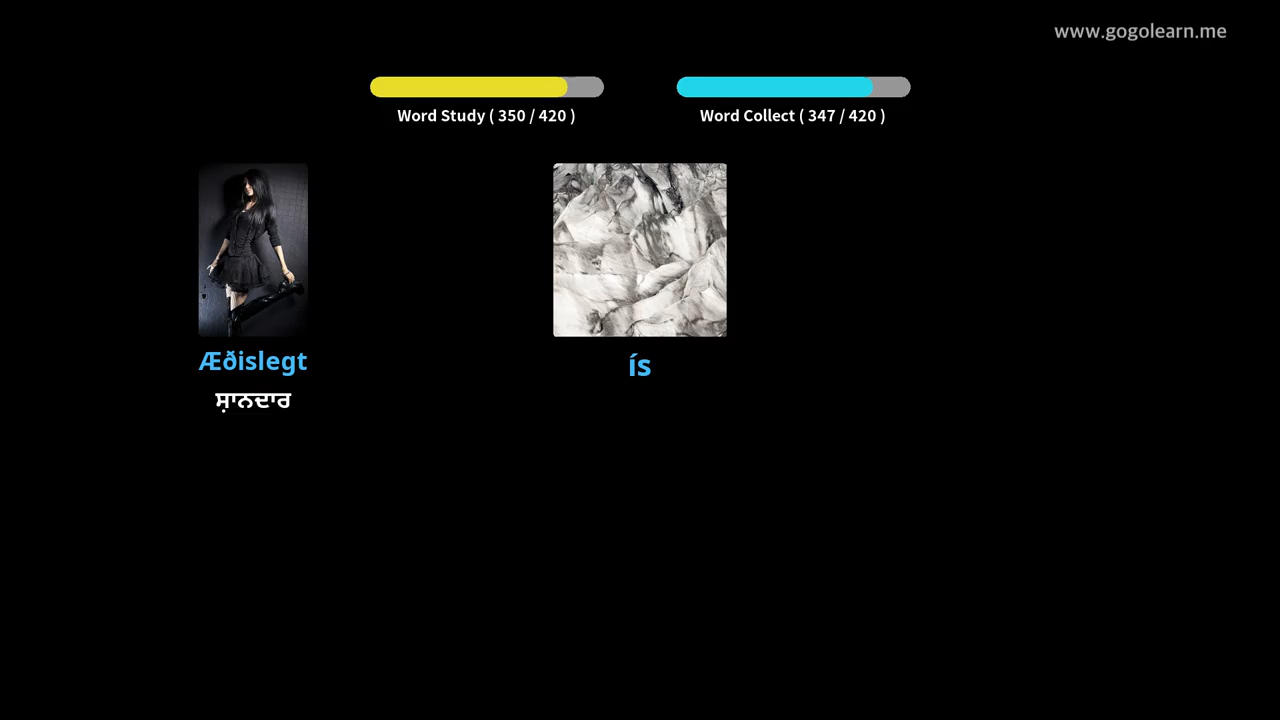 www.gogolearn.me
Word Study ( 350 / 420 )
Word Collect ( 347 / 420 )
Æðislegt
ਸ਼ਾਨਦਾਰ
ís